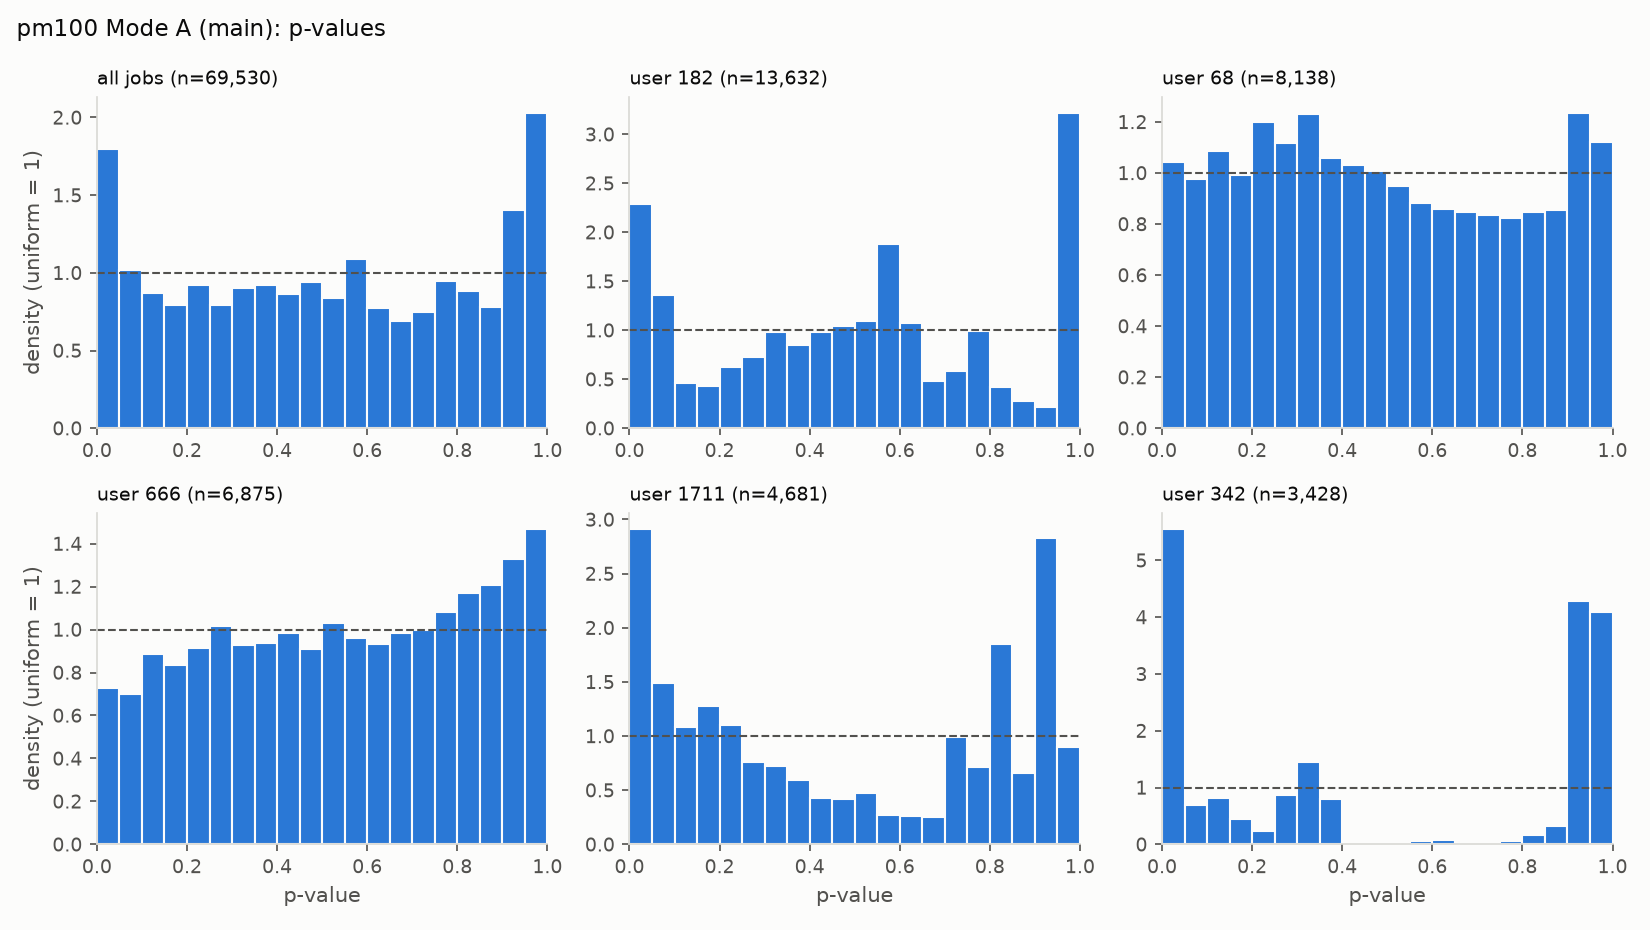 pm100 Mode A (main): p-values
all jobs (n=69,530)
density (uniform = 1)
2.0
1.5
1.0
0.5
0.0
0.0 0.2 0.4 0.6 0.8 1.0
user 182 (n=13,632)
3.0
2.5
2.0
1.5
1.0
0.5
0.0
0.0 0.2 0.4 0.6 0.8 1.0
user 68 (n=8,138)
1.2
1.0
0.8
0.6
0.4
0.2
0.0
0.0 0.2 0.4 0.6 0.8 1.0
user 666 (n=6,875)
density (uniform = 1)
1.4
1.2
1.0
0.8
0.6
0.4
0.2
0.0
0.0 0.2 0.4 0.6 0.8 1.0
p-value
user 1711 (n=4,681)
3.0
2.5
2.0
1.5
1.0
0.5
0.0
0.0 0.2 0.4 0.6 0.8 1.0
p-value
user 342 (n=3,428)
5
4
3
2
1
0
0.0 0.2 0.4 0.6 0.8 1.0
p-value